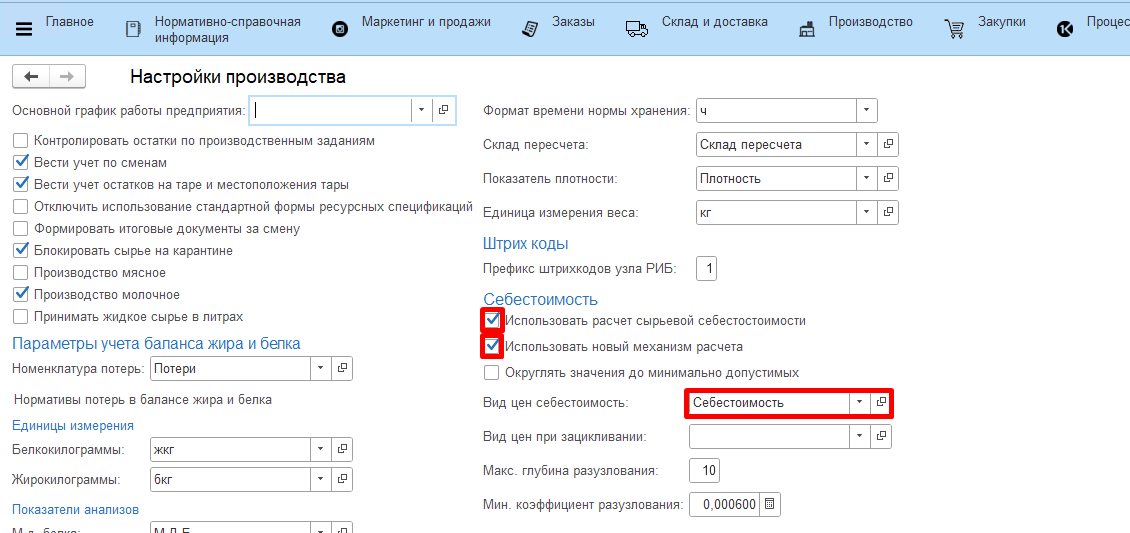 Главное
Нормативно-справочная
информация
Маркетинг и продажи
Заказы
Склад и доставка
Производство
Закупки
Процес
Настройки производства
Основной график работы предприятия:
Контролировать остатки по производственным заданиям
Вести учет по сменам
Вести учет остатков на таре и местоположения тары
Отключить использование стандартной формы ресурсных спецификаций
Формировать итоговые документы за смену
Блокировать сырье на карантине
Производство мясное
Производство молочное
Принимать жидкое сырье в литрах
Параметры учета баланса жира и белка
Номенклатура потерь: Потери
Нормативы потерь в балансе жира и белка
Единицы измерения
Белкокилограммы: жкг
Жирокилограммы: бкг
Показатели анализов
М.д. белка: М.Д.Б
Формат времени нормы хранения: ч
Склад пересчета: Склад пересчета
Показатель плотности: Плотность
Единица измерения веса: кг
Штрих коды
Префикс штрихкодов узла РИБ: 1
Себестоимость
Использовать расчет сырьевой себестостоимости
Использовать новый механизм расчета
Округлять значения до минимально допустимых
Вид цен себестоимость: Себестоимость
Вид цен при зацикливании:
Макс. глубина разузлования: 10
Мин. коэффициент разузлования: 0,000600